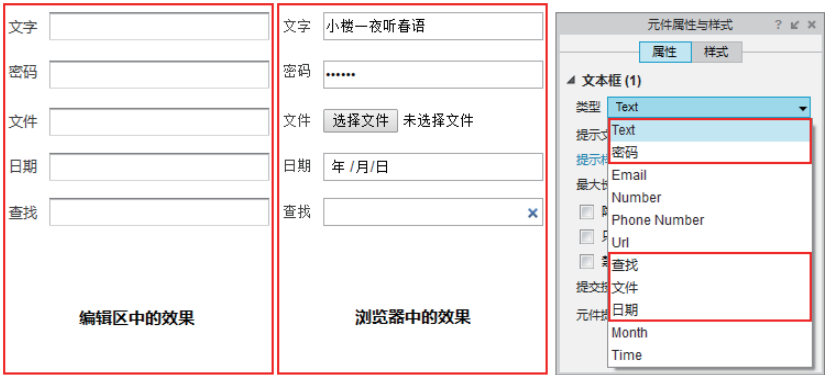 文字
密码
文件
日期
查找
编辑区中的效果
文字 小楼一夜听春语
密码 ••••••
文件 选择文件 未选择文件
日期 年 /月/日
查找 ×
浏览器中的效果
元件属性与样式 ? ×
属性 样式
文本框 (1)
类型 Text
提示文
Text
密码
提示样
Email
最大长
Number
Phone Number
Url
查找
提交按
文件
元件提
日期
Month
Time